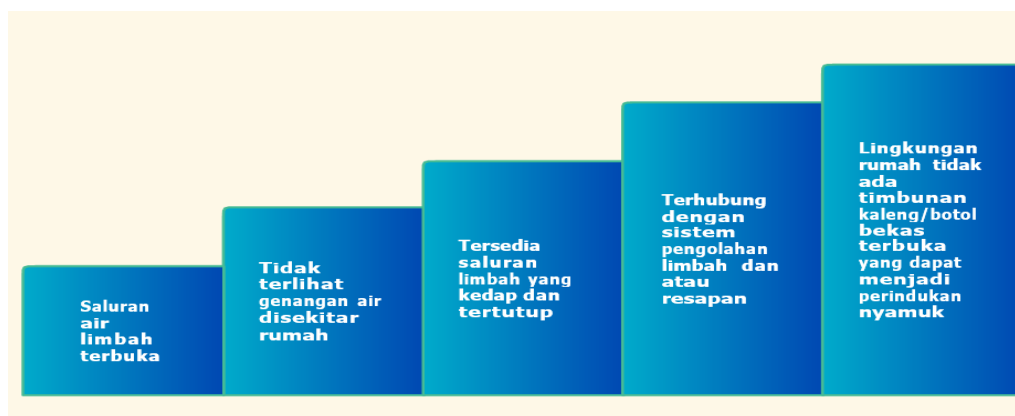 Saluran
air
limbah
terbuka
Tidak
terlihat
genangan air
disekitar
rumah
Tersedia
saluran
limbah yang
kedap dan
tertutup
Terhubung
dengan
sistem
pengolahan
limbah dan
atau
resapan
Lingkungan
rumah tidak
ada
timbunan
kaleng/botol
bekas
terbuka
yang dapat
menjadi
perindukan
nyamuk